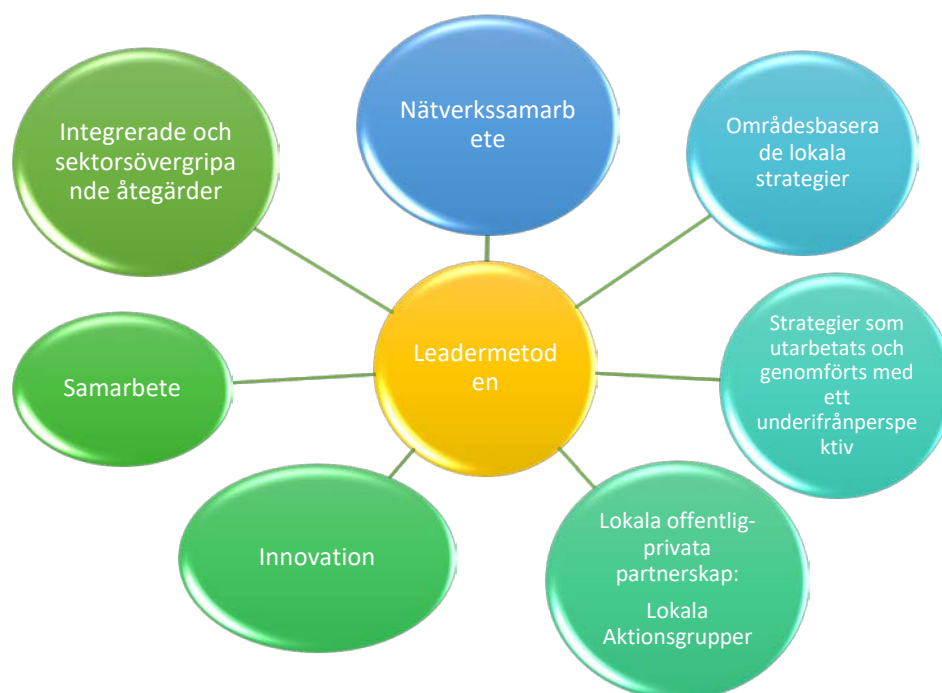 Nätverkssamarb
ete
Integrerade och
sektorsövergripa
nde åtegärder
Områdesbasera
de lokala
strategier
Leadermetod
en
Strategier som
utarbetats och
genomförts med
ett
underifrånperspe
ktiv
Samarbete
Innovation
Lokala offentlig-
privata
partnerskap:
Lokala
Aktionsgrupper